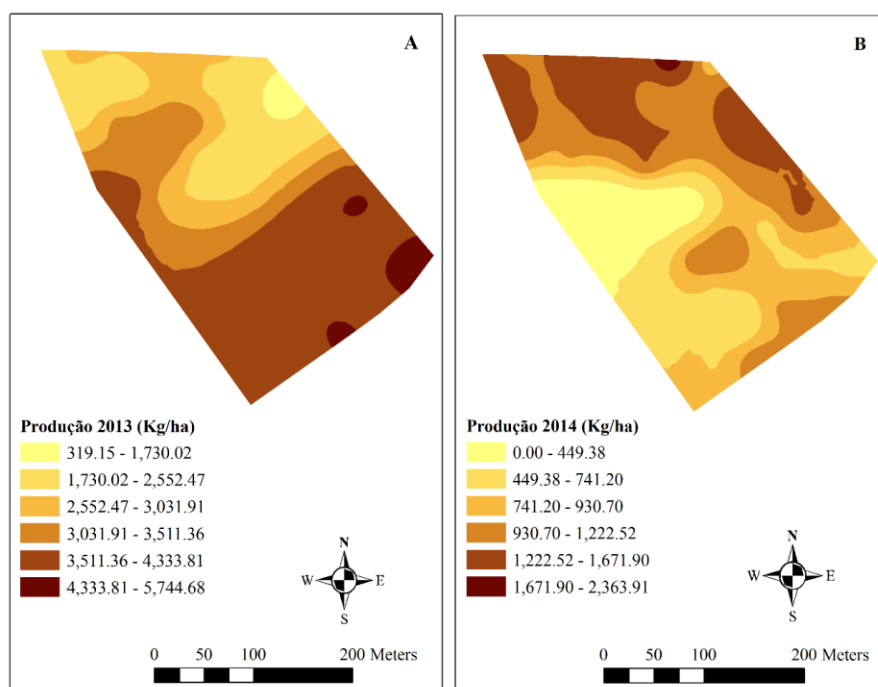 A
Produção 2013 (Kg/ha)
319.15 - 1,730.02
1,730.02 - 2,552.47
2,552.47 - 3,031.91
3,031.91 - 3,511.36
3,511.36 - 4,333.81
4,333.81 - 5,744.68
N
W E
S
0 50 100 200 Meters
B
Produção 2014 (Kg/ha)
0.00 - 449.38
449.38 - 741.20
741.20 - 930.70
930.70 - 1,222.52
1,222.52 - 1,671.90
1,671.90 - 2,363.91
N
W E
S
0 50 100 200 Meters